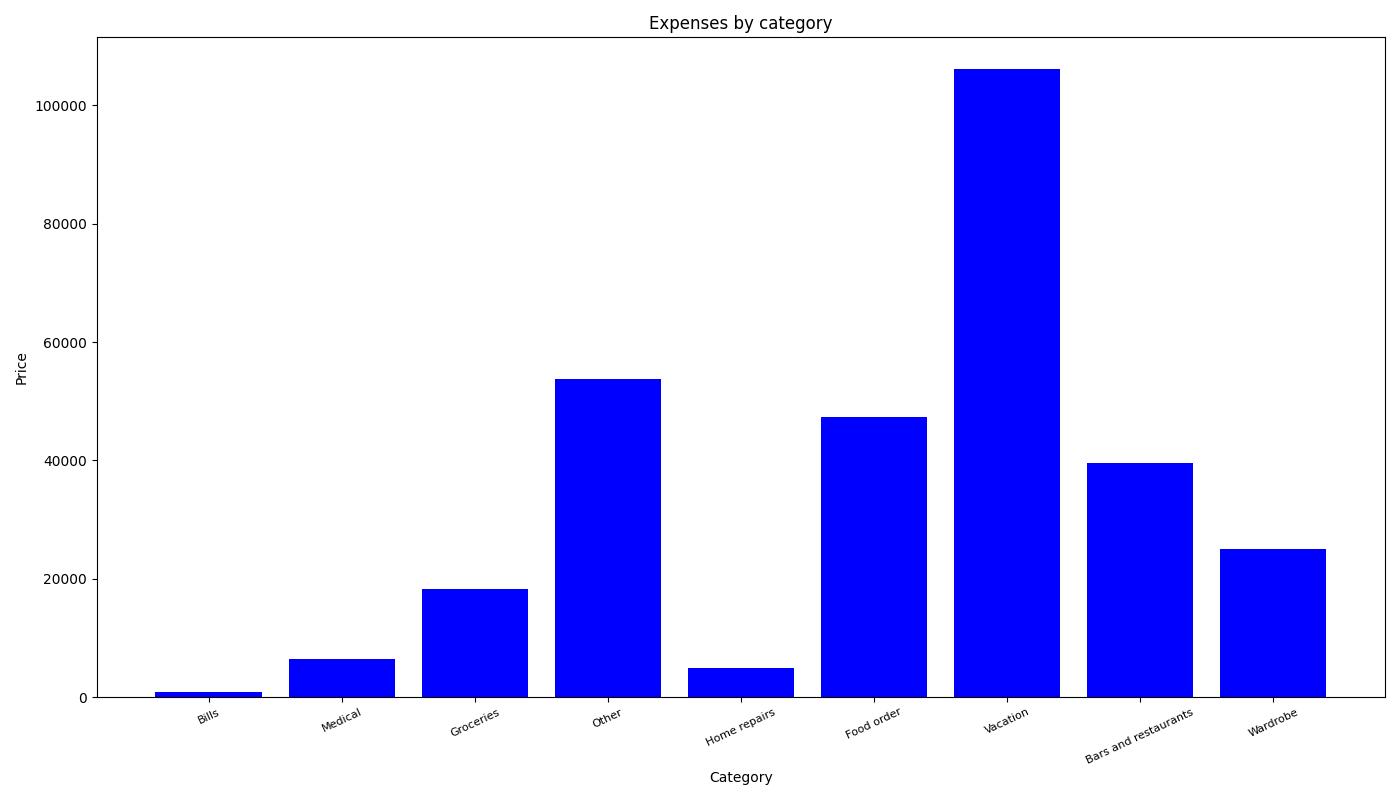 Expenses by category
Price
100000
80000
60000
40000
20000
0
Bills
Medical
Groceries
Other
Home repairs
Food order
Vacation
Bars and restaurants
Wardrobe
Category